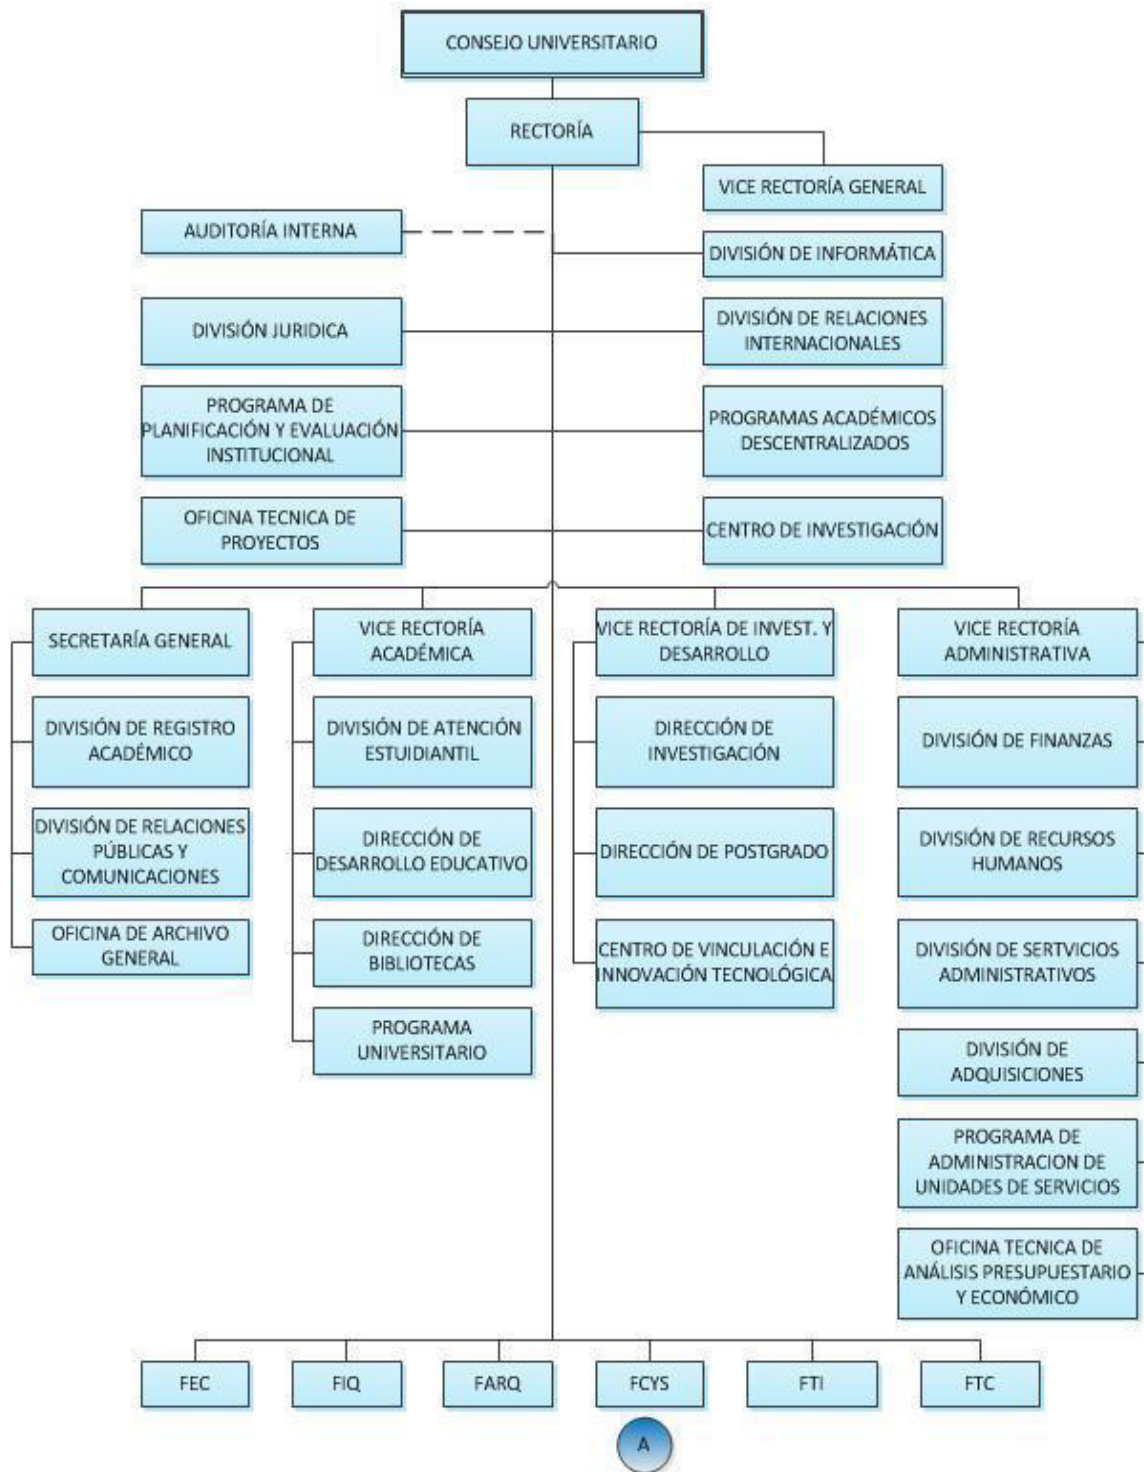 CONSEJO UNIVERSITARIO
RECTORÍA
VICE RECTORÍA GENERAL
AUDITORÍA INTERNA
DIVISIÓN DE INFORMÁTICA
DIVISIÓN JURIDICA
DIVISIÓN DE RELACIONES
INTERNACIONALES
PROGRAMA DE
PLANIFICACIÓN Y EVALUACIÓN
INSTITUCIONAL
PROGRAMAS ACADÉMICOS
DESCENTRALIZADOS
OFICINA TECNICA DE
PROYECTOS
CENTRO DE INVESTIGACIÓN
SECRETARÍA GENERAL
VICE RECTORÍA
ACADÉMICA
VICE RECTORÍA DE INVEST. Y
DESARROLLO
VICE RECTORÍA
ADMINISTRATIVA
DIVISIÓN DE REGISTRO
ACADÉMICO
DIVISIÓN DE ATENCIÓN
ESTUIDIANTIL
DIRECCIÓN DE
INVESTIGACIÓN
DIVISIÓN DE FINANZAS
DIVISIÓN DE RELACIONES
PÚBLICAS Y
COMUNICACIONES
DIRECCIÓN DE
DESARROLLO EDUCATIVO
DIRECCIÓN DE POSTGRADO
DIVISIÓN DE RECURSOS
HUMANOS
OFICINA DE ARCHIVO
GENERAL
DIRECCIÓN DE
BIBLIOTECAS
CENTRO DE VINCULACIÓN E
INNOVACIÓN TECNOLÓGICA
DIVISIÓN DE SERTVICIOS
ADMINISTRATIVOS
PROGRAMA
UNIVERSITARIO
DIVISIÓN DE
ADQUISICIONES
PROGRAMA DE
ADMINISTRACION DE
UNIDADES DE SERVICIOS
OFICINA TECNICA DE
ANÁLISIS PRESUPUESTARIO
Y ECONÓMICO
FEC
FIQ
FARQ
FCYS
FTI
FTC
A